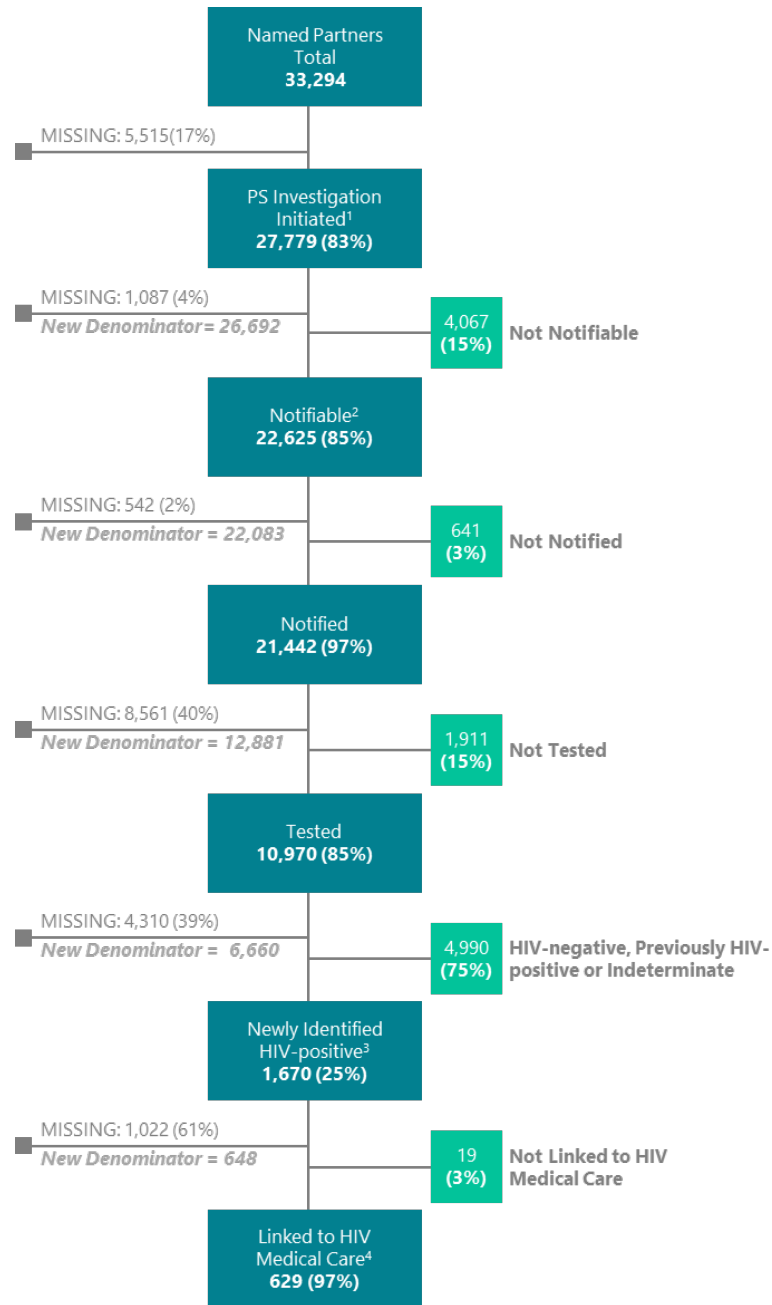 Named Partners
Total
33,294
MISSING: 5,515(17%)
PS Investigation
Initiated¹
27,779 (83%)
MISSING: 1,087 (4%)
New Denominator = 26,692
4,067
(15%)
Not Notifiable
Notifiable²
22,625 (85%)
MISSING: 542 (2%)
New Denominator = 22,083
641
(3%)
Not Notified
Notified
21,442 (97%)
MISSING: 8,561 (40%)
New Denominator = 12,881
1,911
(15%)
Not Tested
Tested
10,970 (85%)
MISSING: 4,310 (39%)
New Denominator = 6,660
4,990
(75%)
HIV-negative, Previously HIV-
positive or Indeterminate
Newly Identified
HIV-positive³
1,670 (25%)
MISSING: 1,022 (61%)
New Denominator = 648
19
(3%)
Not Linked to HIV
Medical Care
Linked to HIV
Medical Care⁴
629 (97%)